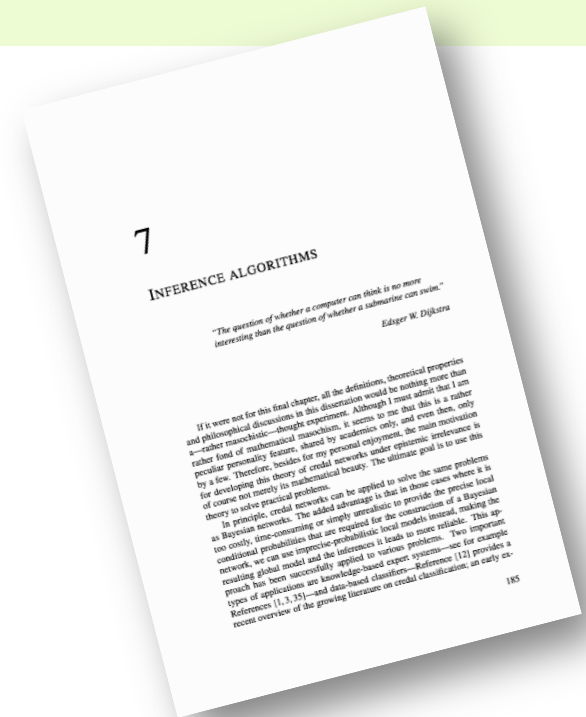 7
INFERENCE ALGORITHMS
“The question of whether a computer can think is no more
interesting than the question of whether a submarine can swim.”
Edsger W. Dijkstra
If it were not for this final chapter, all the definitions, theoretical properties
and philosophical discussions in this dissertation would be nothing more than
a—rather masochistic—thought experiment. Although I must admit that I am
rather fond of mathematical masochism, it seems to me that this is a rather
peculiar personality feature, shared by academics only, and even then, only
by a few. Therefore, besides for my personal enjoyment, the main motivation
for developing this theory of credal networks under epistemic irrelevance is
of course not merely its mathematical beauty. The ultimate goal is to use this
theory to solve practical problems.
In principle, credal networks can be applied to solve the same problems
as Bayesian networks. The added advantage is that in those cases where it is
too costly, time-consuming or simply unrealistic to provide the precise local
conditional probabilities that are required for the construction of a Bayesian
network, we can use imprecise-probabilistic local models instead, making the
resulting global model and the inferences it leads to more reliable. This ap-
proach has been successfully applied to various problems. Two important
types of applications are knowledge-based expert systems—see for example
References [1,3,35]—and data-based classifiers—Reference [12] provides a
recent overview of the growing literature on credal classification; an early ex-
185